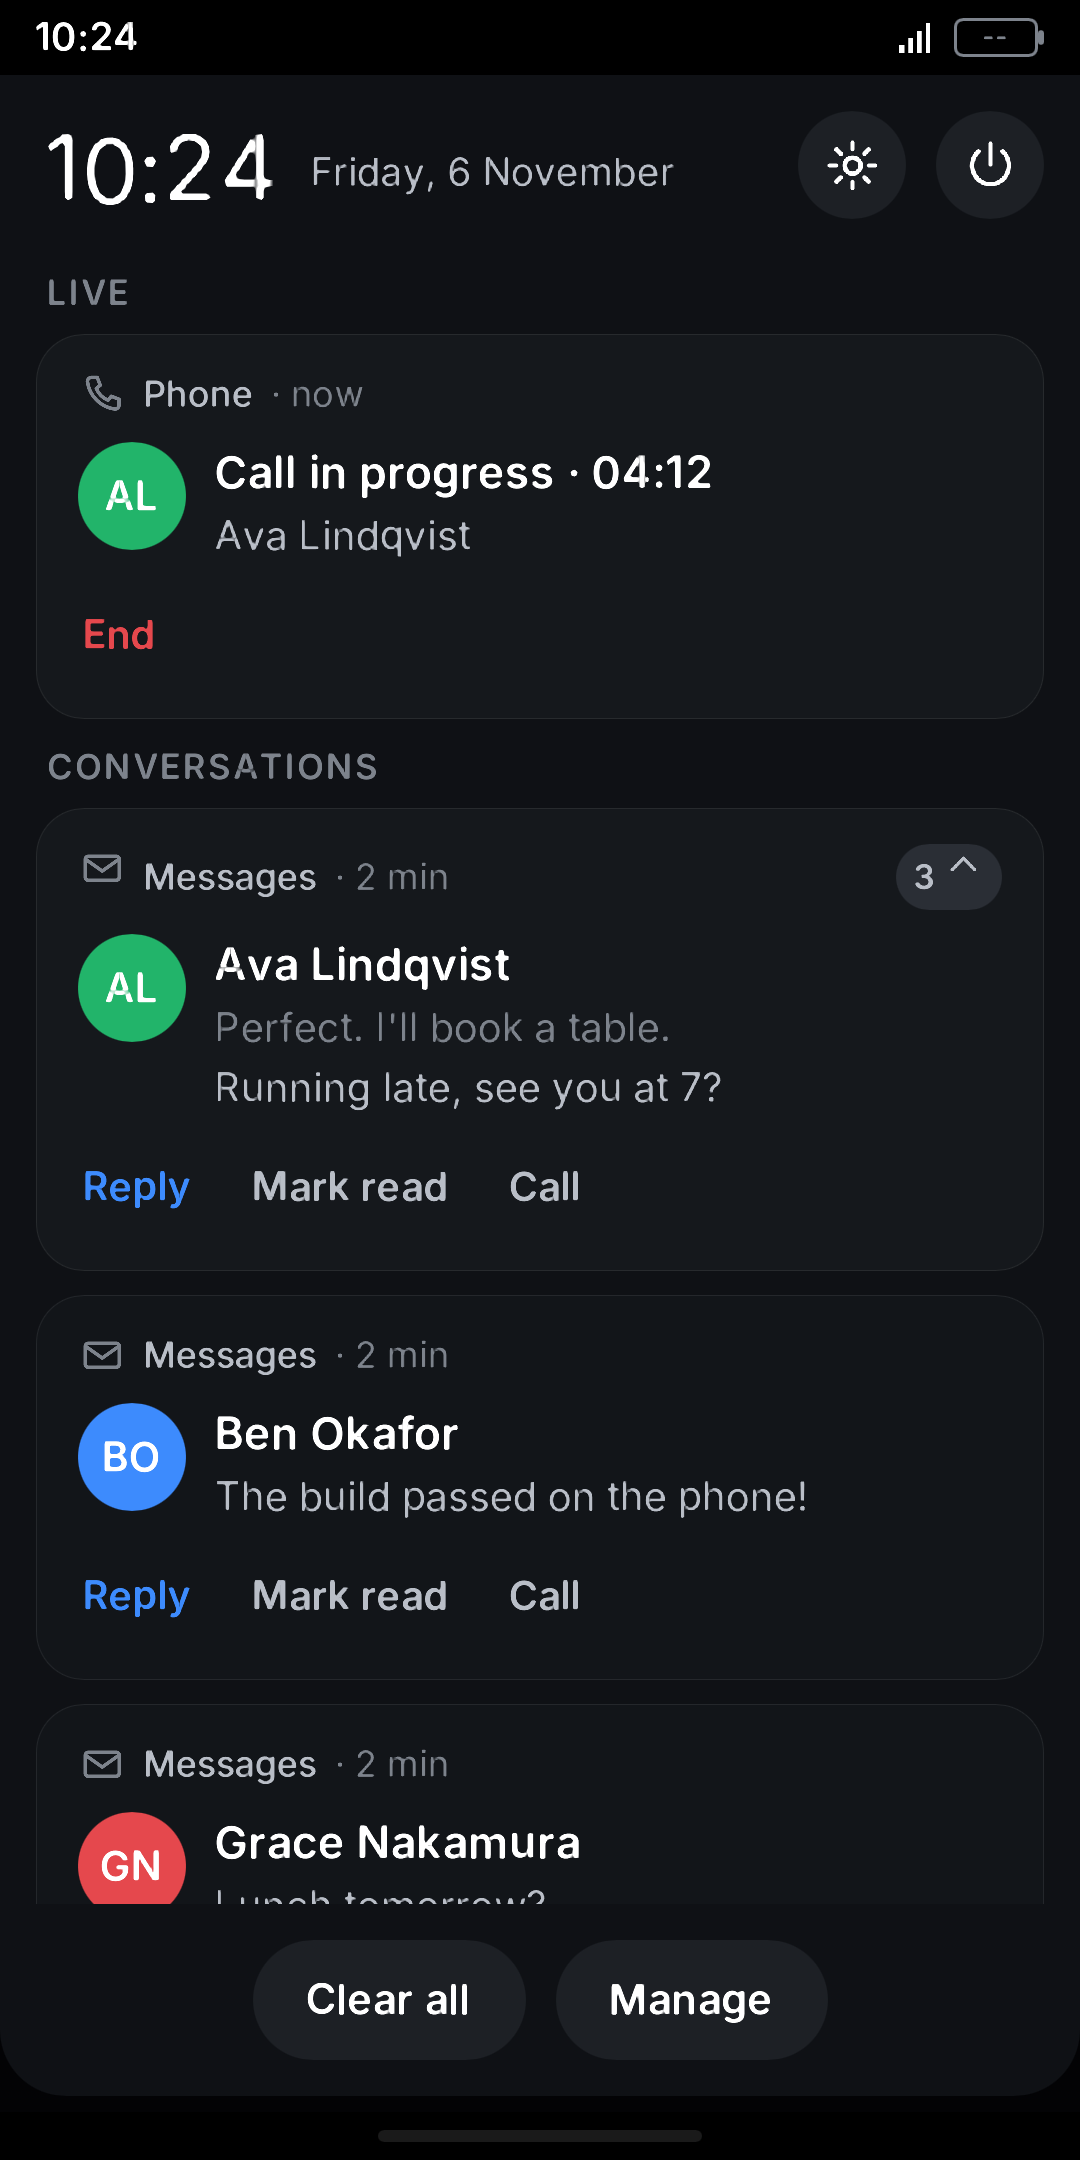 10:24
--
10:24 Friday, 6 November
LIVE
Phone · now
AL
Call in progress · 04:12
Ava Lindqvist
End
CONVERSATIONS
Messages · 2 min
3
AL
Ava Lindqvist
Perfect. I'll book a table.
Running late, see you at 7?
Reply Mark read Call
Messages · 2 min
BO
Ben Okafor
The build passed on the phone!
Reply Mark read Call
Messages · 2 min
GN
Grace Nakamura
Lunch tomorrow?
Clear all Manage